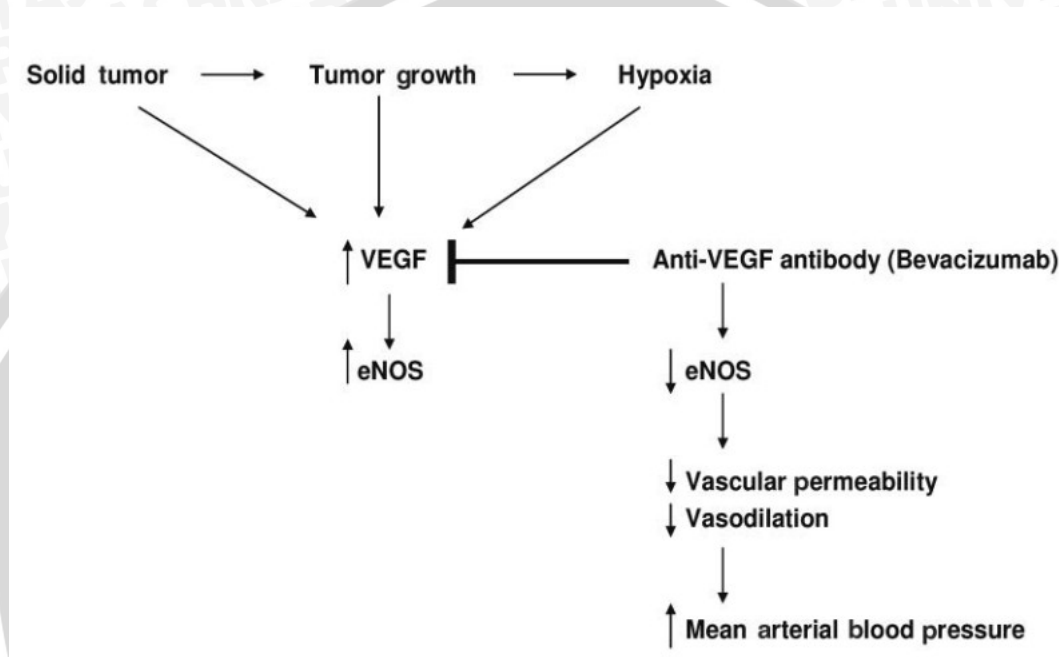 Solid tumor
Tumor growth
Hypoxia
VEGF
Anti-VEGF antibody (Bevacizumab)
eNOS
eNOS
Vascular permeability
Vasodilation
Mean arterial blood pressure